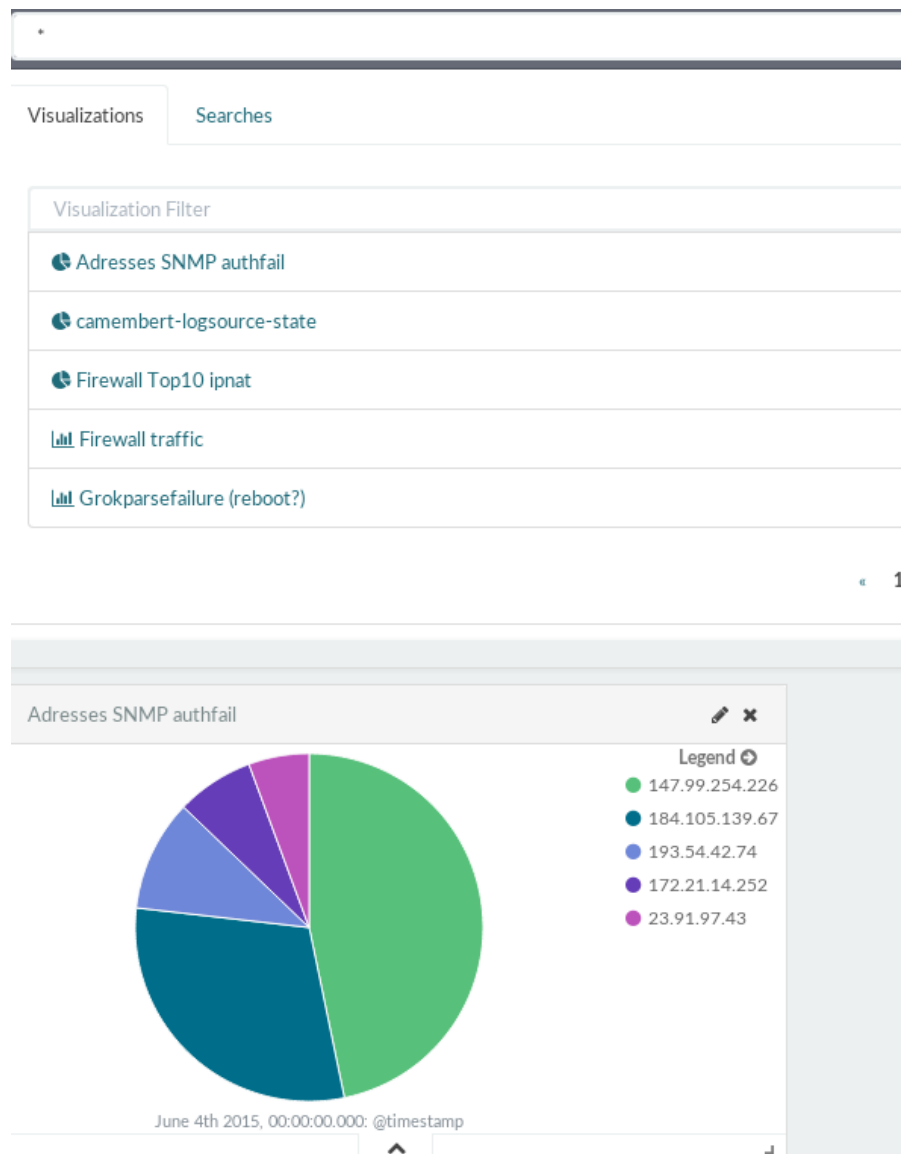 *
Visualizations Searches
Visualization Filter
Adresses SNMP authfail
camembert-logsource-state
Firewall Top10 ipnat
Firewall traffic
Grokparsefailure (reboot?)
« 1
Adresses SNMP authfail
Legend
147.99.254.226
184.105.139.67
193.54.42.74
172.21.14.252
23.91.97.43
June 4th 2015, 00:00:00.000: @timestamp